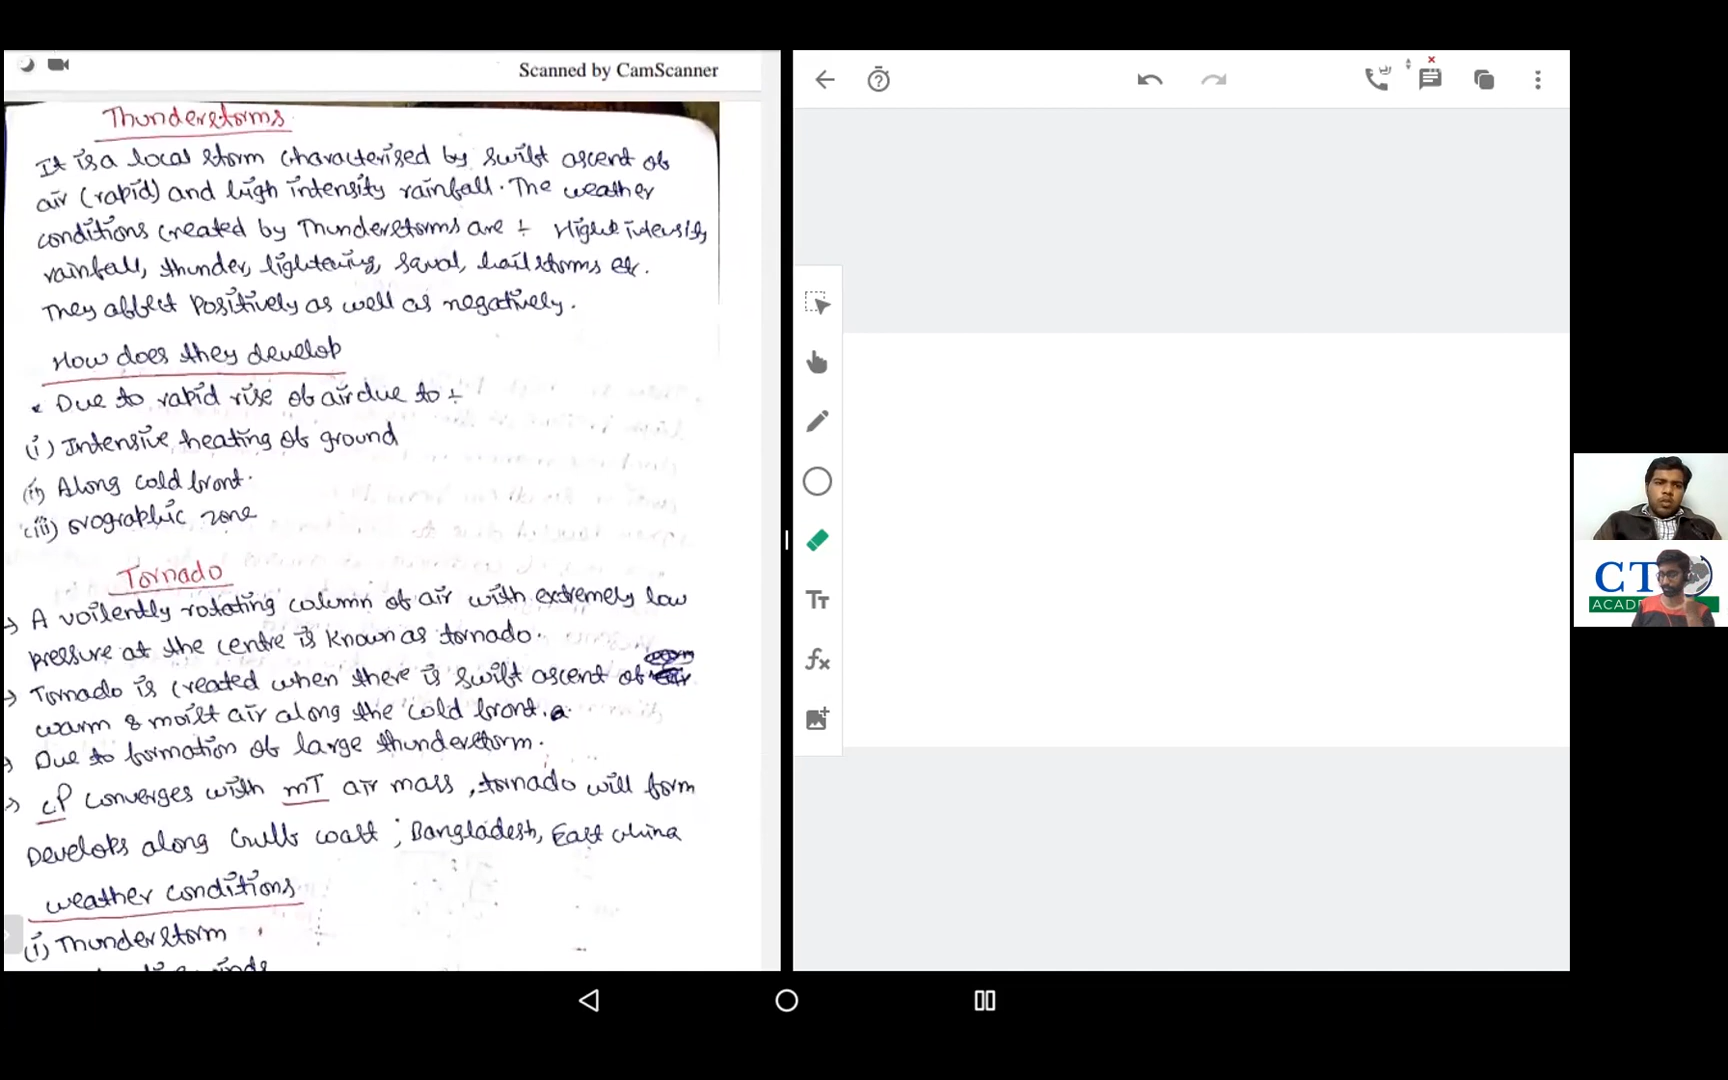 Scanned by CamScanner
Thunderstorms
It is a local storm characterised by swift ascent of
air (rapid) and high intensity rainfall. The weather
conditions created by Thunderstorms are ÷ High intensity
rainfall, thunder, lightening, squal, hailstorms etc.
They affect positively as well as negatively.
How does they develop
Due to rapid rise of air due to ÷
(i) Intensive heating of ground
(ii) Along cold front.
(iii) orographic zone
Tornado
→ A voilently rotating column of air with extremely low
pressure at the centre is known as tornado.
→ Tornado is created when there is swift ascent of
warm & moist air along the cold front.
→ Due to formation of large thunderstorm.
→ cP converges with mT air mass, tornado will form
Develops along Gulf coast ; Bangladesh, East china
weather conditions
(i) Thunderstorm
Tт
fx
CT
ACAD